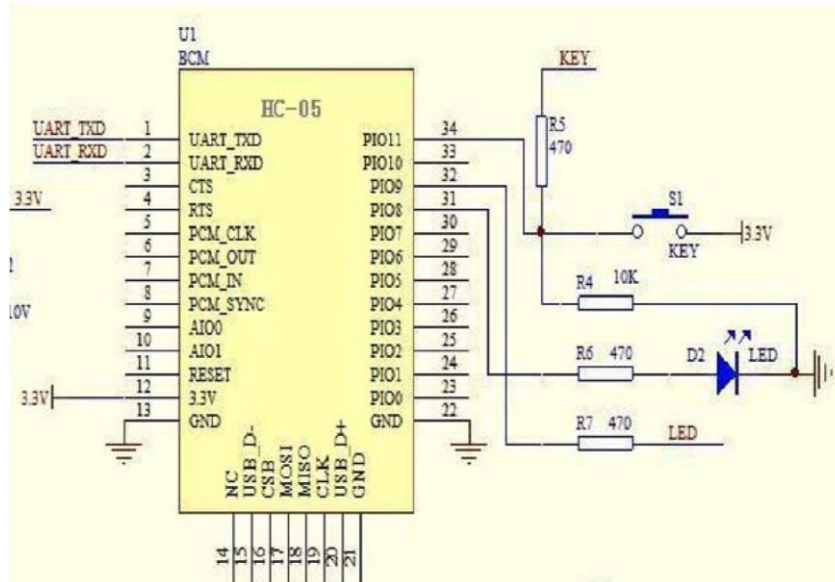 U1
BCM
HC-05
UART_TXD 1 UART_TXD
UART_RXD 2 UART_RXD
3 CTS
4 RTS
5 PCM_CLK
6 PCM_OUT
7 PCM_IN
8 PCM_SYNC
9 AIO0
10 AIO1
11 RESET
3.3V 12 3.3V
13 GND
3.3V
10V
PIO11 34
PIO10 33
PIO9 32
PIO8 31
PIO7 30
PIO6 29
PIO5 28
PIO4 27
PIO3 26
PIO2 25
PIO1 24
PIO0 23
GND 22
NC
USB_D-
CSB
MOSI
MISO
CLK
USB_D+
GND
14
15
16
17
18
19
20
21
KEY
R5
470
S1
KEY
3.3V
R4 10K
R6 470
D2 LED
R7 470
LED